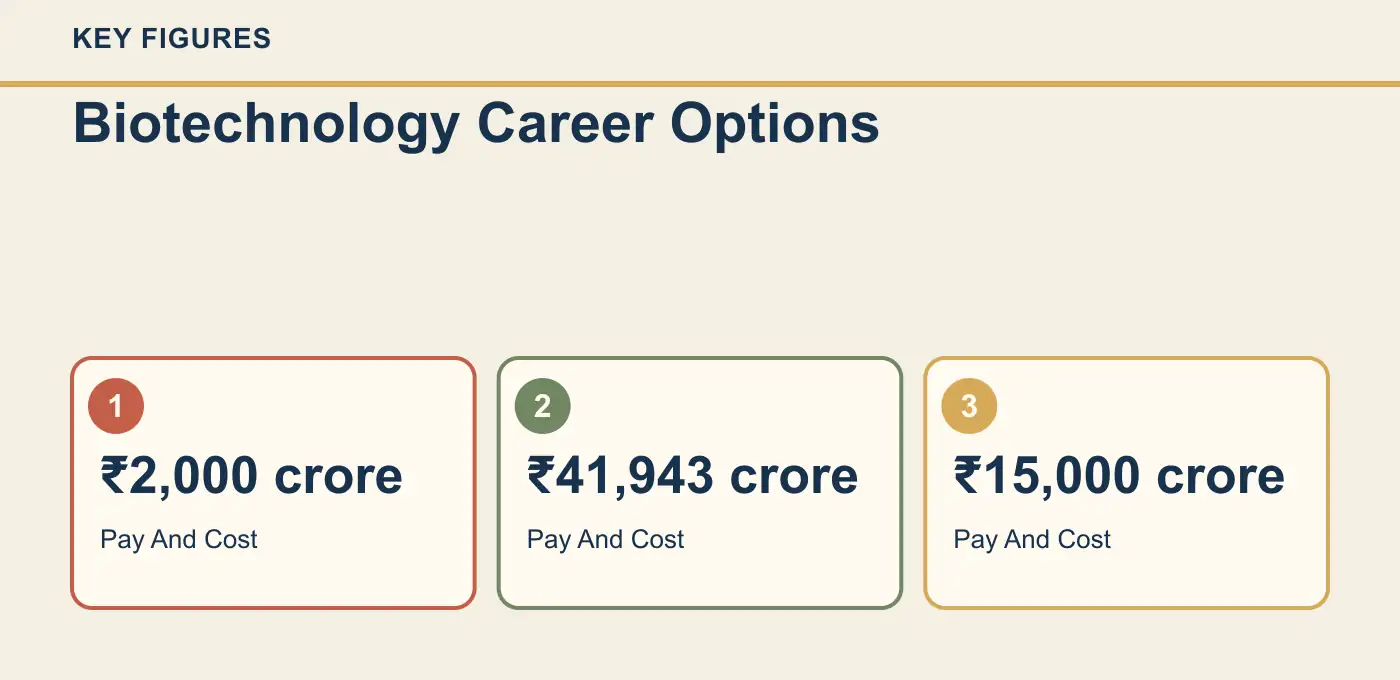 KEY FIGURES
Biotechnology Career Options
1
₹2,000 crore
Pay And Cost
2
₹41,943 crore
Pay And Cost
3
₹15,000 crore
Pay And Cost